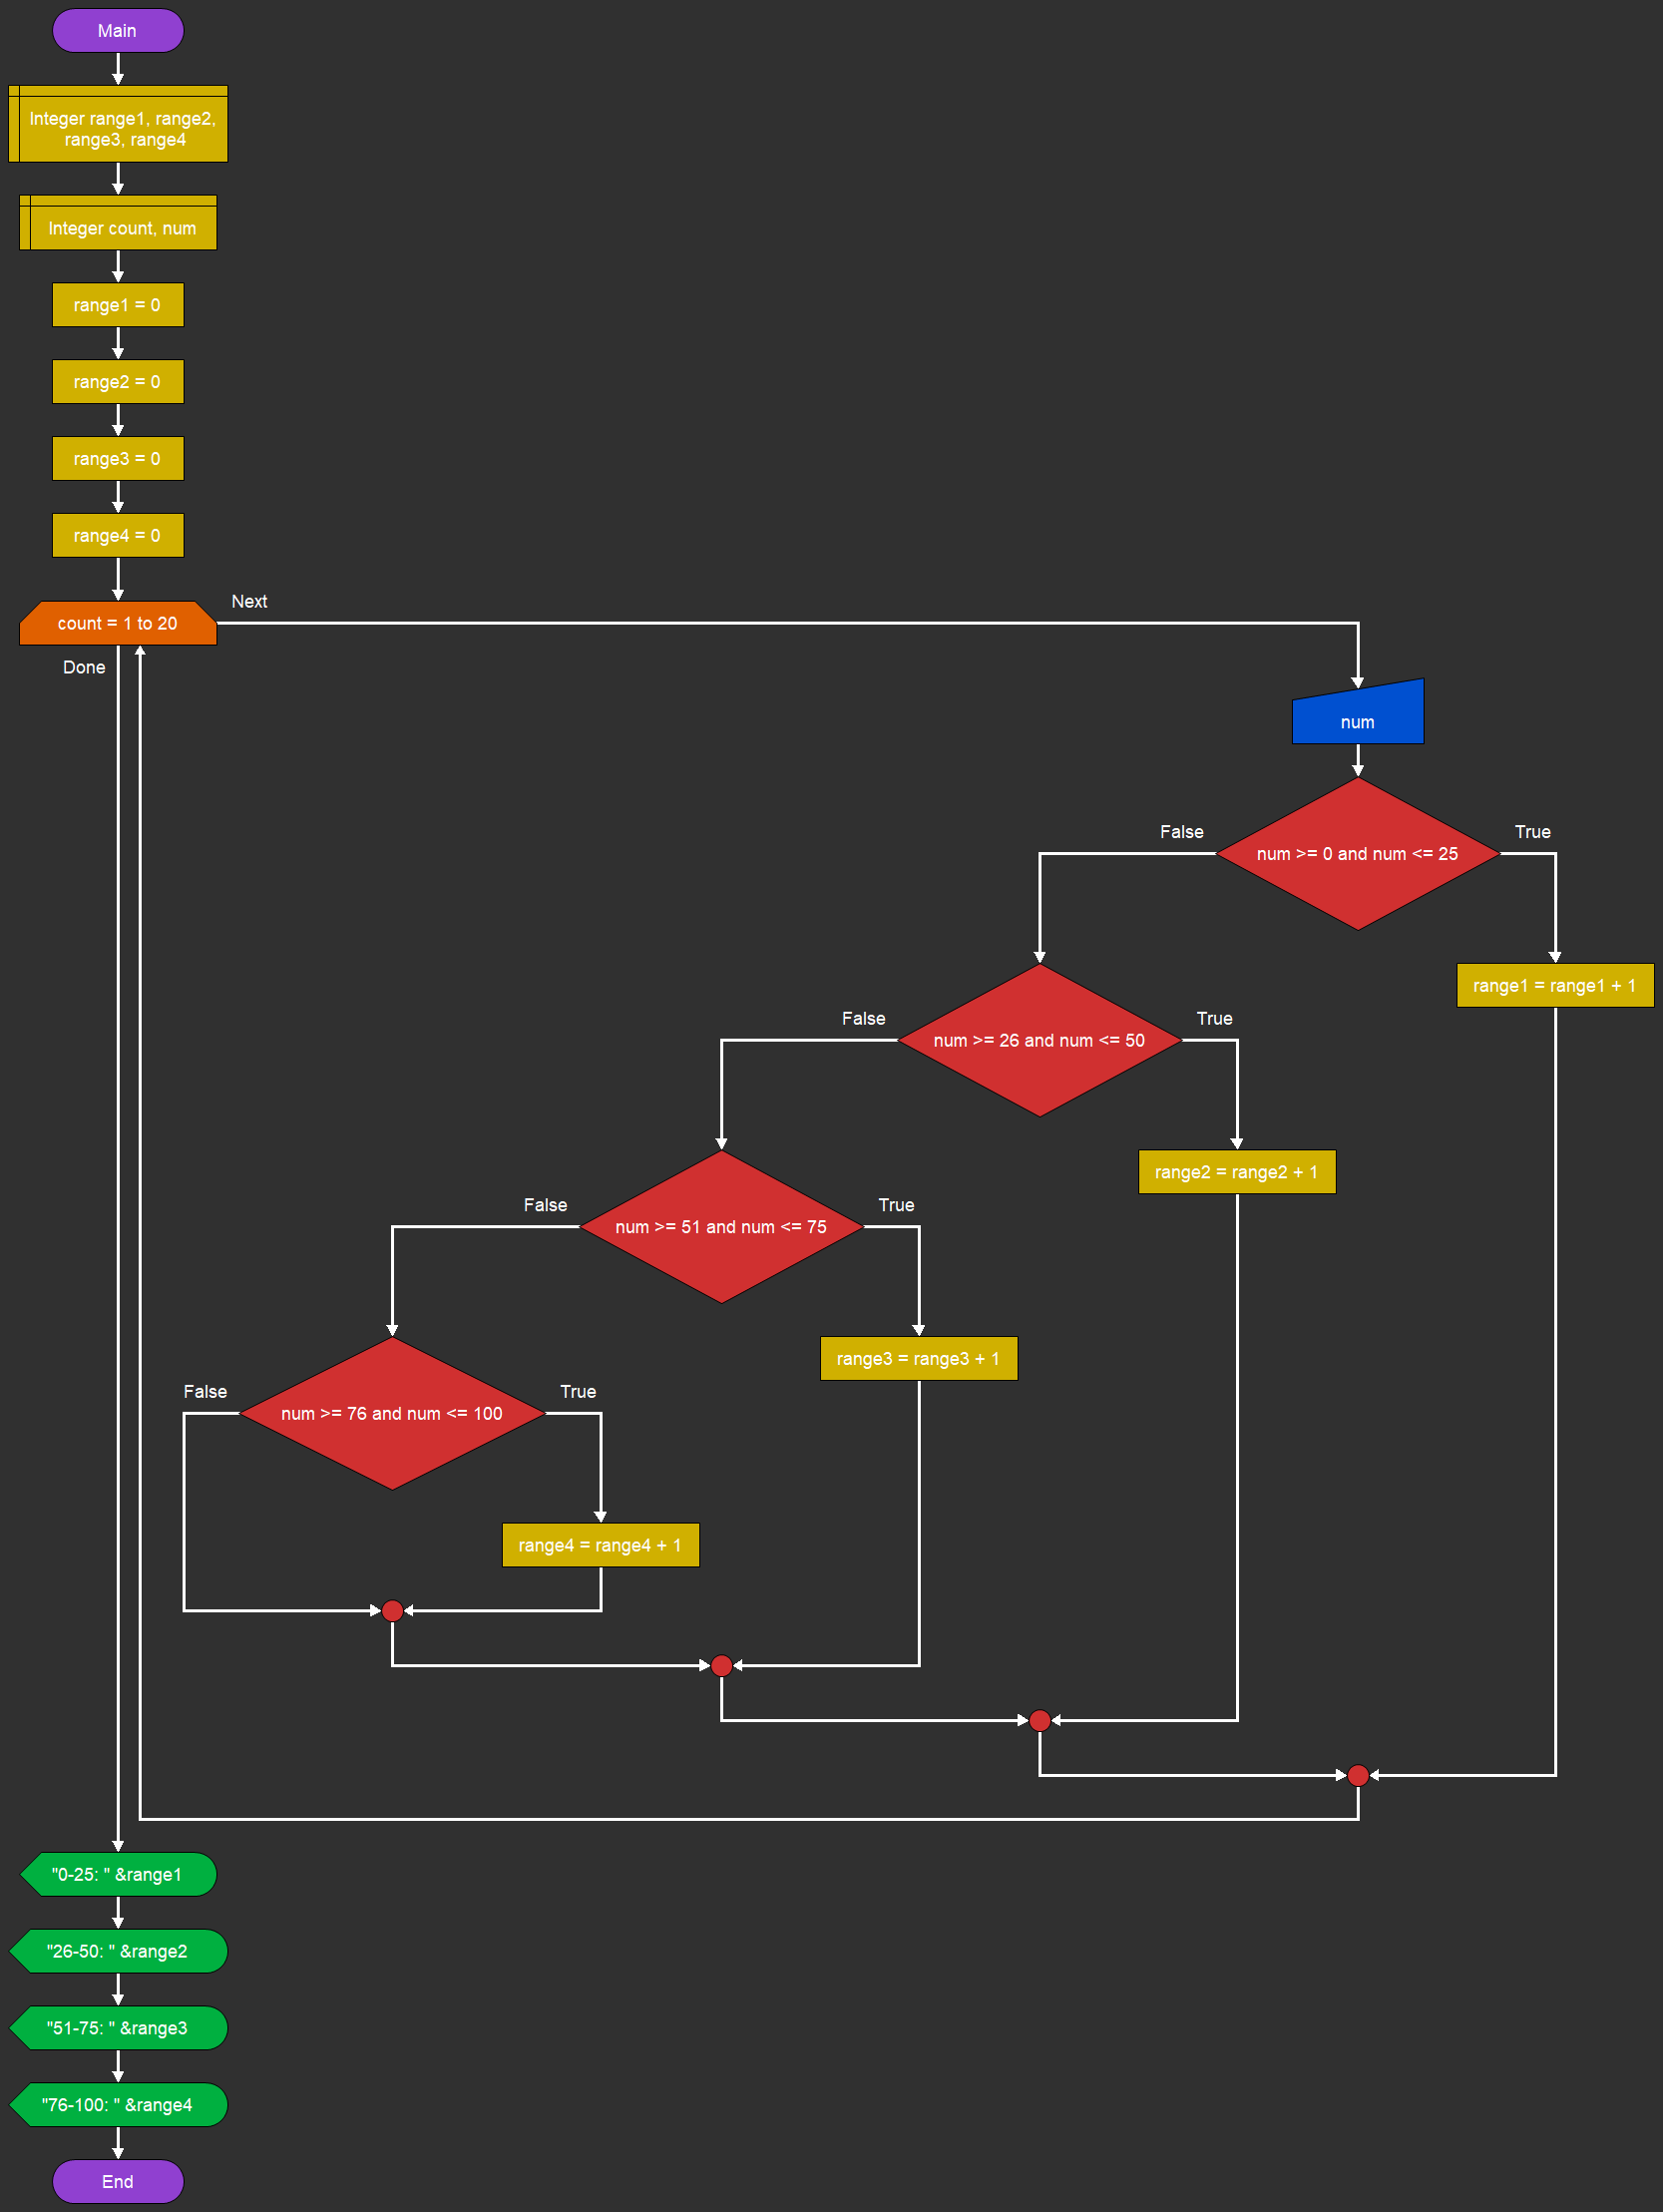 Main
Integer range1, range2,
range3, range4
Integer count, num
range1 = 0
range2 = 0
range3 = 0
range4 = 0
Next
count = 1 to 20
Done
num
False
True
num >= 0 and num <= 25
range1 = range1 + 1
False
True
num >= 26 and num <= 50
range2 = range2 + 1
False
True
num >= 51 and num <= 75
range3 = range3 + 1
False
True
num >= 76 and num <= 100
range4 = range4 + 1
"0-25: " &range1
"26-50: " &range2
"51-75: " &range3
"76-100: " &range4
End